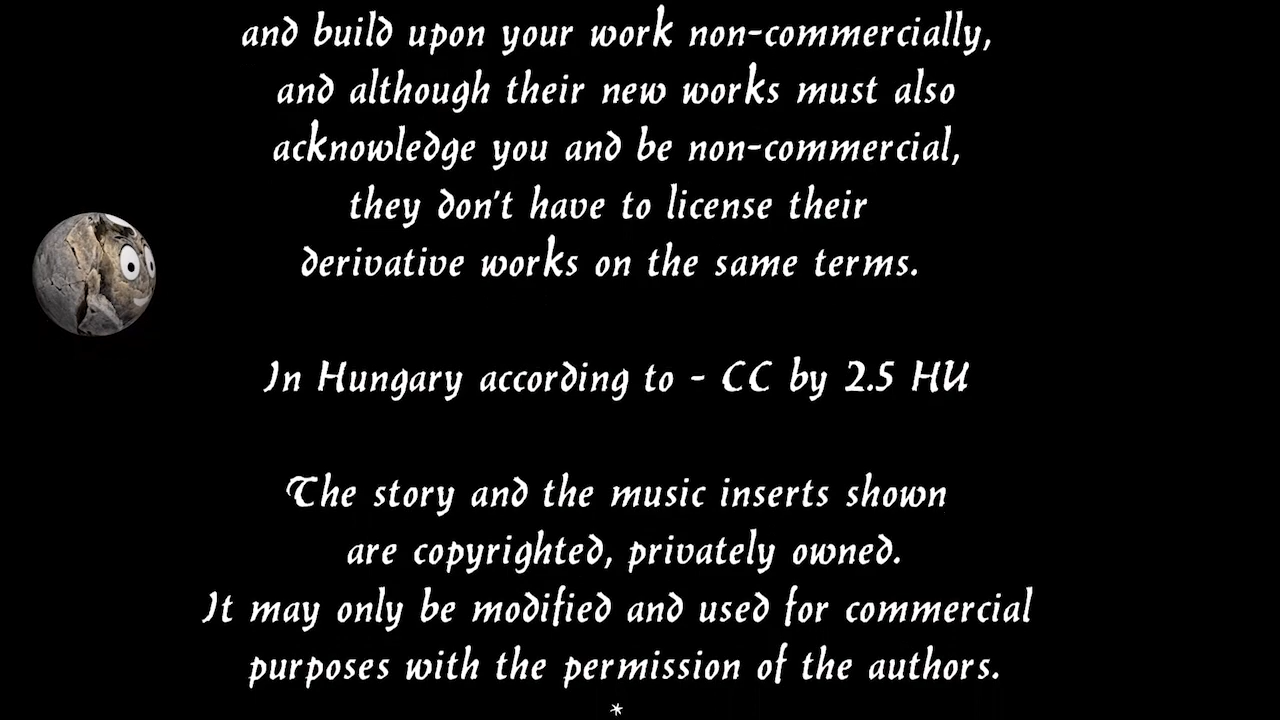 and build upon your work non-commercially,
and although their new works must also
acknowledge you and be non-commercial,
they don't have to license their
derivative works on the same terms.
In Hungary according to - CC by 2.5 HU
The story and the music inserts shown
are copyrighted, privately owned.
It may only be modified and used for commercial
purposes with the permission of the authors.
*